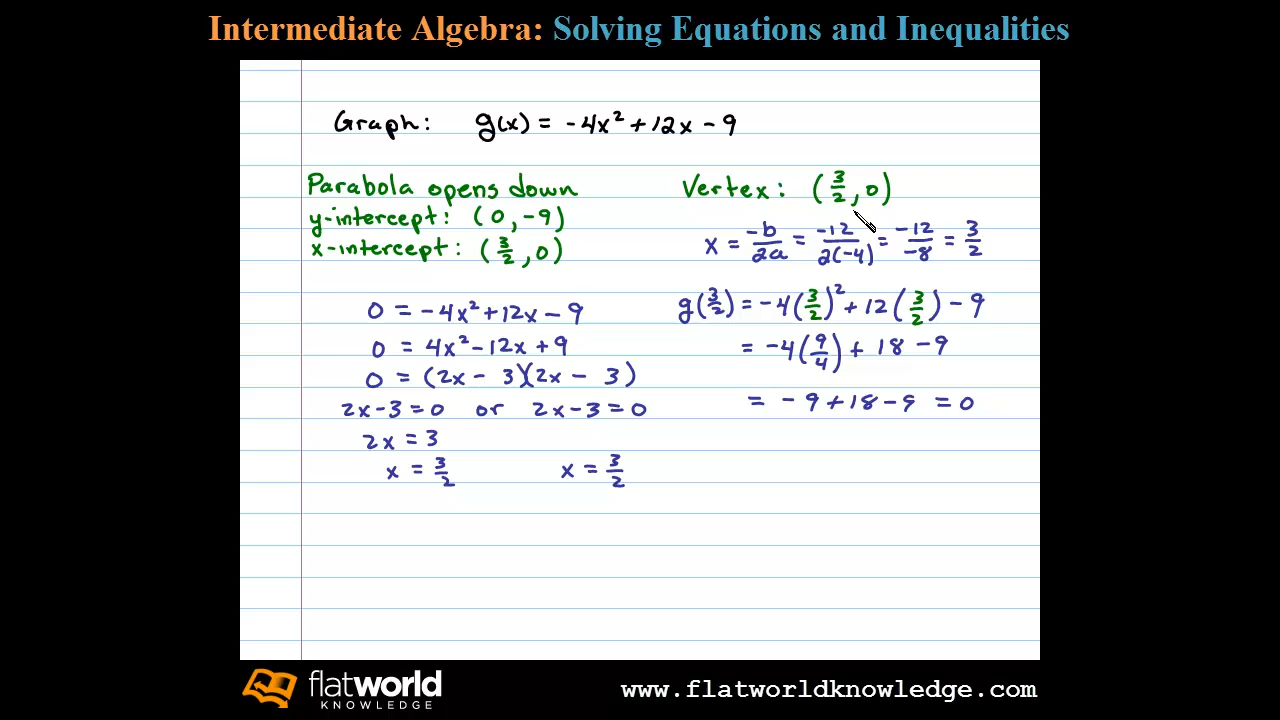 Intermediate Algebra: Solving Equations and Inequalities
Graph: g(x) = -4x² + 12x - 9
Parabola opens down
y-intercept: (0, -9)
x-intercept: (3/2, 0)
0 = -4x² + 12x - 9
0 = 4x² - 12x + 9
0 = (2x - 3)(2x - 3)
2x - 3 = 0 or 2x - 3 = 0
2x = 3
x = 3/2 x = 3/2
Vertex: (3/2, 0)
x = -b/2a = -12/2(-4) = -12/-8 = 3/2
g(3/2) = -4(3/2)² + 12(3/2) - 9
= -4(9/4) + 18 - 9
= -9 + 18 - 9 = 0
flatworld
KNOWLEDGE
www.flatworldknowledge.com